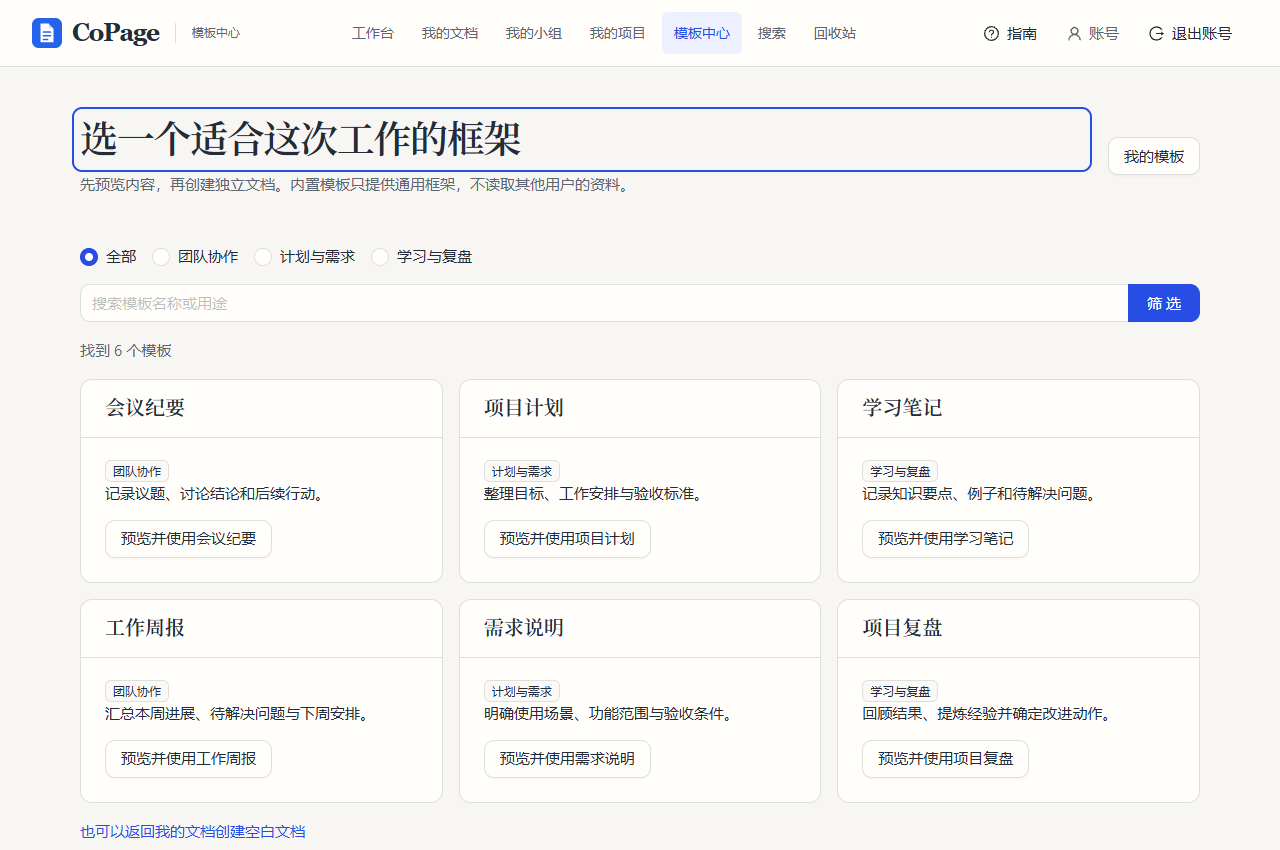 CoPage 模板中心 工作台 我的文档 我的小组 我的项目 模板中心 搜索 回收站 指南 账号 退出账号
选一个适合这次工作的框架
我的模板
先预览内容，再创建独立文档。内置模板只提供通用框架，不读取其他用户的资料。
全部 团队协作 计划与需求 学习与复盘
搜索模板名称或用途 筛 选
找到 6 个模板
会议纪要
团队协作
记录议题、讨论结论和后续行动。
预览并使用会议纪要
项目计划
计划与需求
整理目标、工作安排与验收标准。
预览并使用项目计划
学习笔记
学习与复盘
记录知识要点、例子和待解决问题。
预览并使用学习笔记
工作周报
团队协作
汇总本周进展、待解决问题与下周安排。
预览并使用工作周报
需求说明
计划与需求
明确使用场景、功能范围与验收条件。
预览并使用需求说明
项目复盘
学习与复盘
回顾结果、提炼经验并确定改进动作。
预览并使用项目复盘
也可以返回我的文档创建空白文档